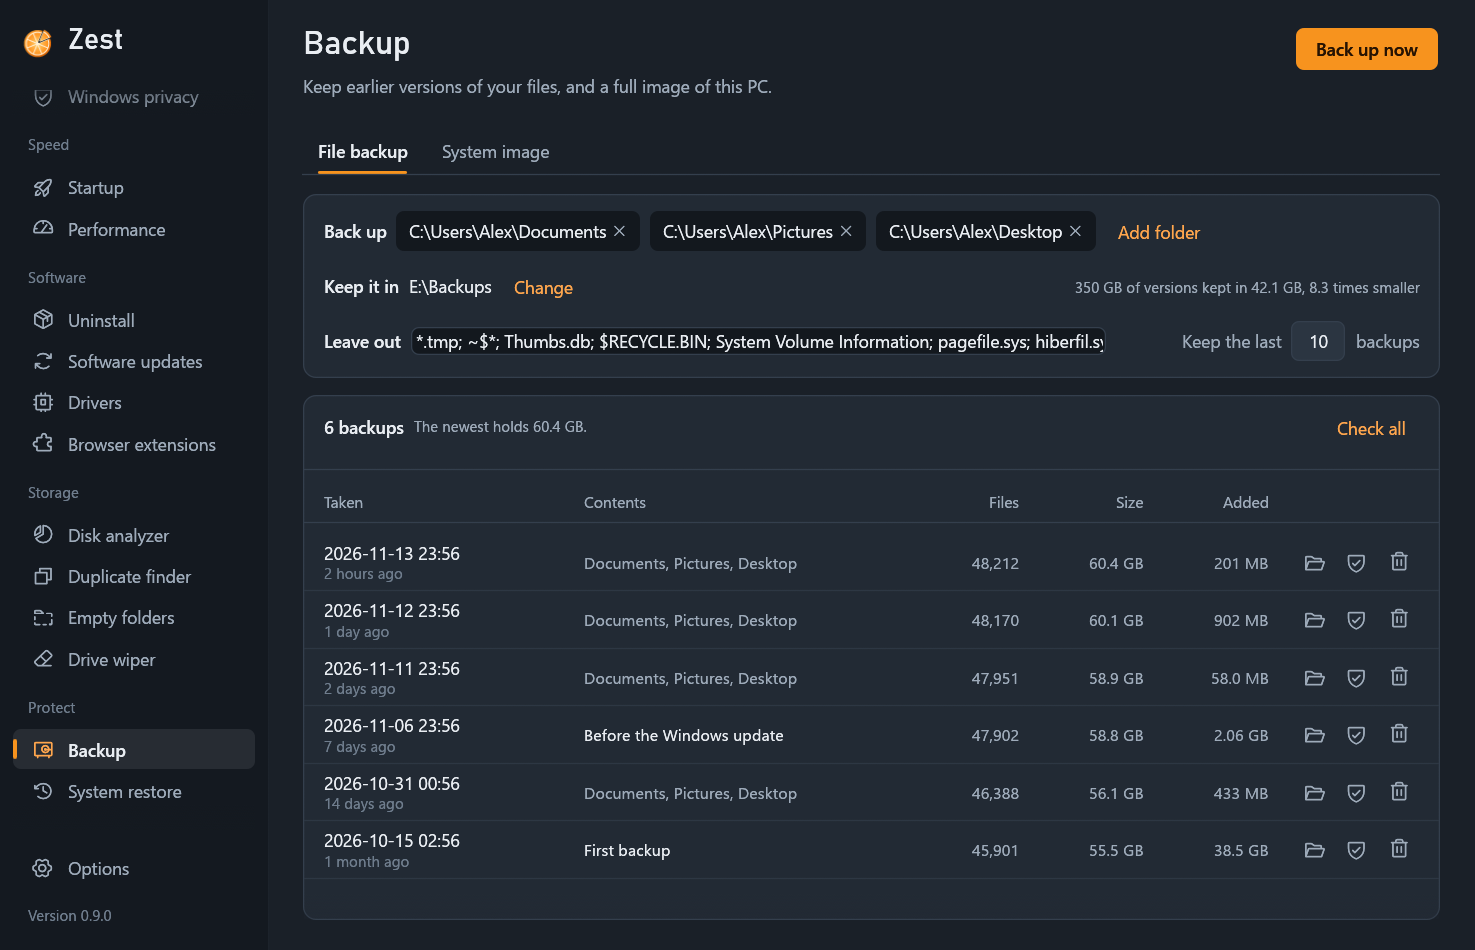 Zest
Windows privacy
Speed
Startup
Performance
Software
Uninstall
Software updates
Drivers
Browser extensions
Storage
Disk analyzer
Duplicate finder
Empty folders
Drive wiper
Protect
Backup
System restore
Options
Version 0.9.0
Backup
Back up now
Keep earlier versions of your files, and a full image of this PC.
File backup System image
Back up C:\Users\Alex\Documents C:\Users\Alex\Pictures C:\Users\Alex\Desktop Add folder
Keep it in E:\Backups Change 350 GB of versions kept in 42.1 GB, 8.3 times smaller
Leave out *.tmp; ~$*; Thumbs.db; $RECYCLE.BIN; System Volume Information; pagefile.sys; hiberfil.sy Keep the last 10 backups
6 backups The newest holds 60.4 GB. Check all
Taken Contents Files Size Added
2026-11-13 23:56
2 hours ago
Documents, Pictures, Desktop 48,212 60.4 GB 201 MB
2026-11-12 23:56
1 day ago
Documents, Pictures, Desktop 48,170 60.1 GB 902 MB
2026-11-11 23:56
2 days ago
Documents, Pictures, Desktop 47,951 58.9 GB 58.0 MB
2026-11-06 23:56
7 days ago
Before the Windows update 47,902 58.8 GB 2.06 GB
2026-10-31 00:56
14 days ago
Documents, Pictures, Desktop 46,388 56.1 GB 433 MB
2026-10-15 02:56
1 month ago
First backup 45,901 55.5 GB 38.5 GB